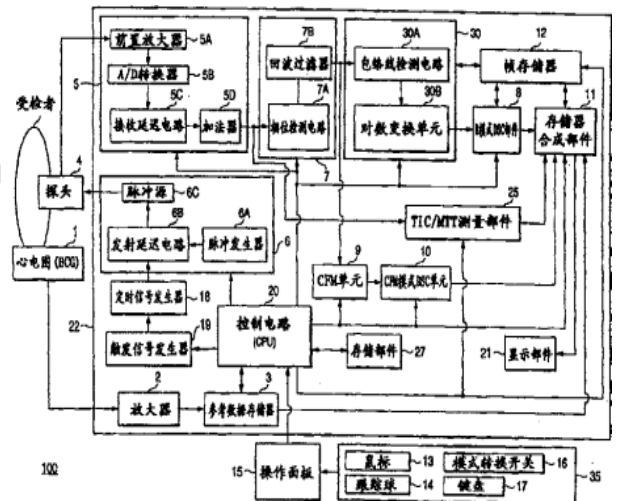 前置放大器
5A
A/D转换器
5B
5
5C
接收延迟电路
5D
加法器
7B
回波过滤器
7A
相位检测电路
7
30A
包络线检测电路
30
30B
对数变换单元
12
帧存储器
8
B模式DSC部件
11
存储器
合成部件
受检者
4
探头
脉冲源
6C
6B
发射延迟电路
6A
脉冲发生器
6
25
TIC/MTT测量部件
1
心电图(ECG)
定时信号发生器
18
9
CFM单元
10
CFM模式DSC单元
20
控制电路
(CPU)
22
触发信号发生器
19
存储部件
27
21
显示部件
2
放大器
3
参考数据存储器
100
15
操作面板
鼠标
13
模式转换开关
16
跟踪球
14
键盘
17
35